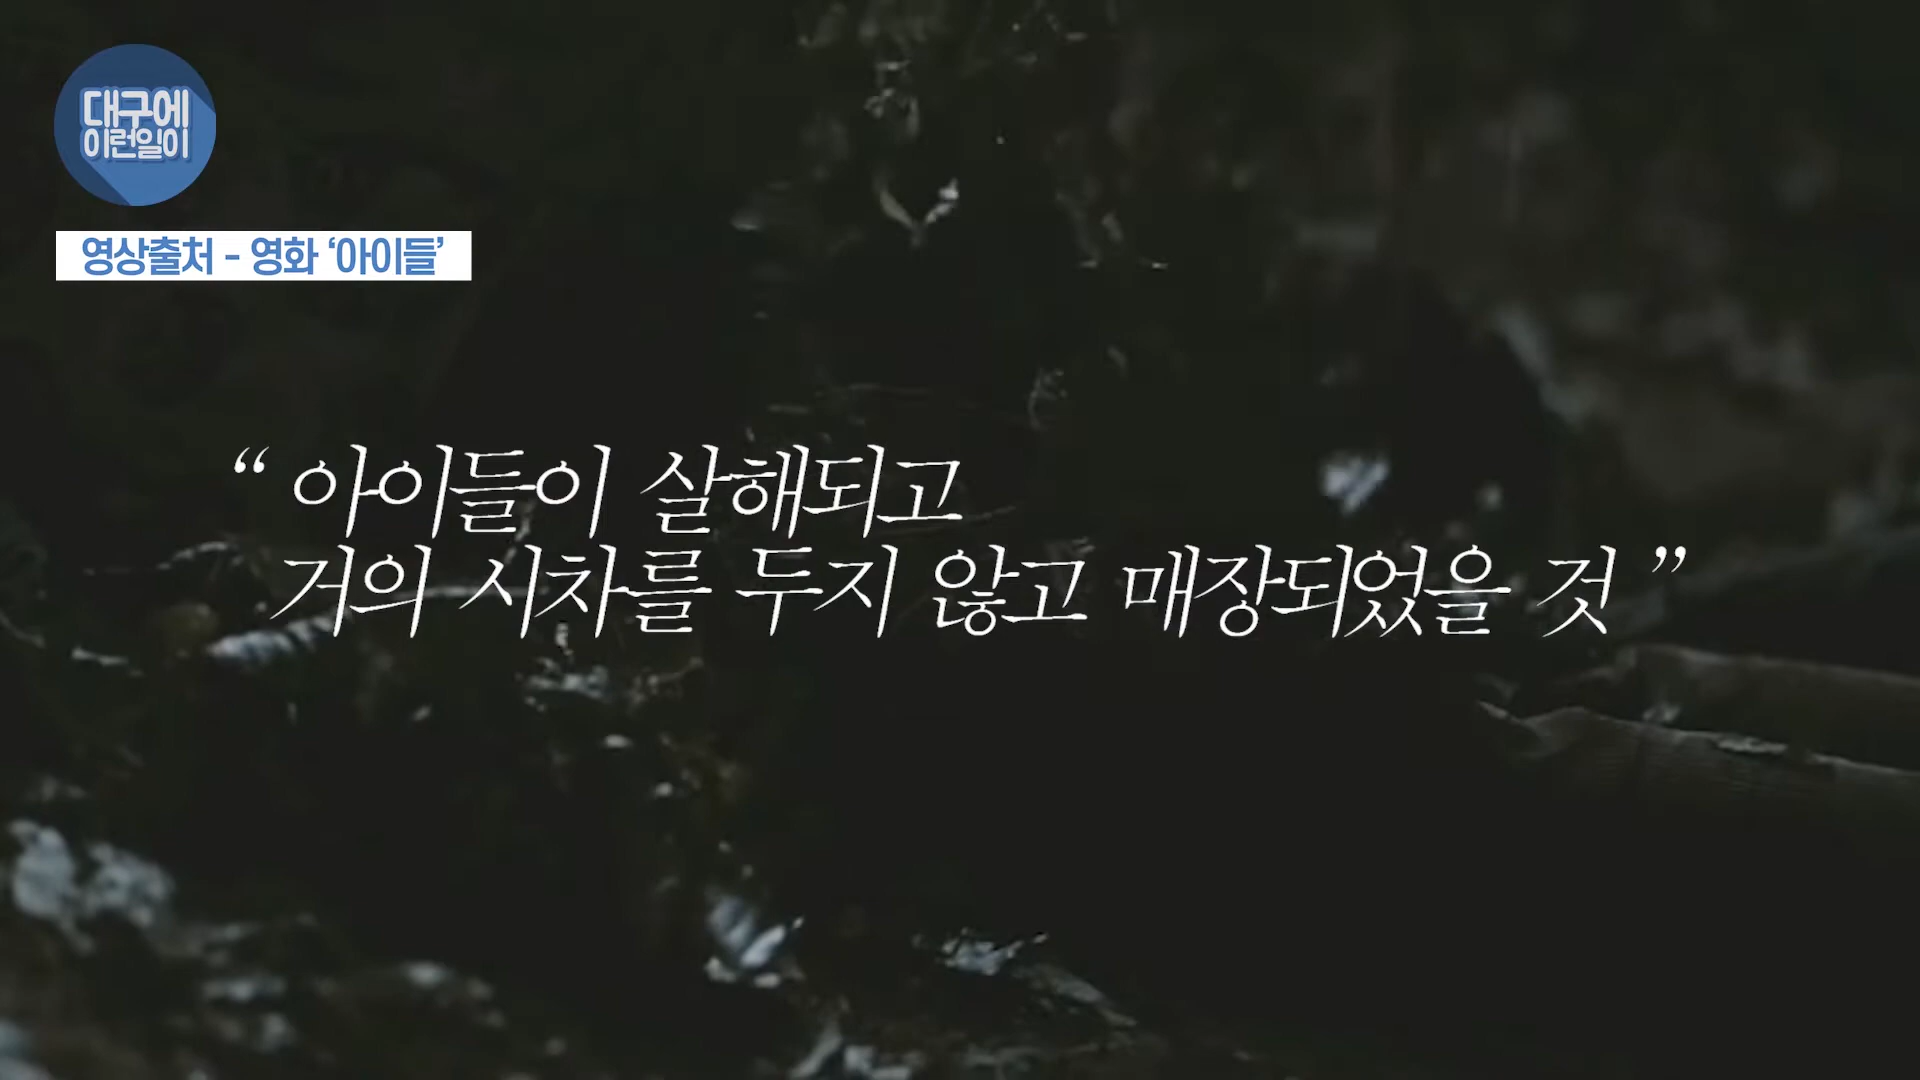 대구에
이런일이
영상출처 - 영화 ‘아이들’
“ 아이들이 살해되고
거의 시차를 두지 않고 매장되었을 것 ”